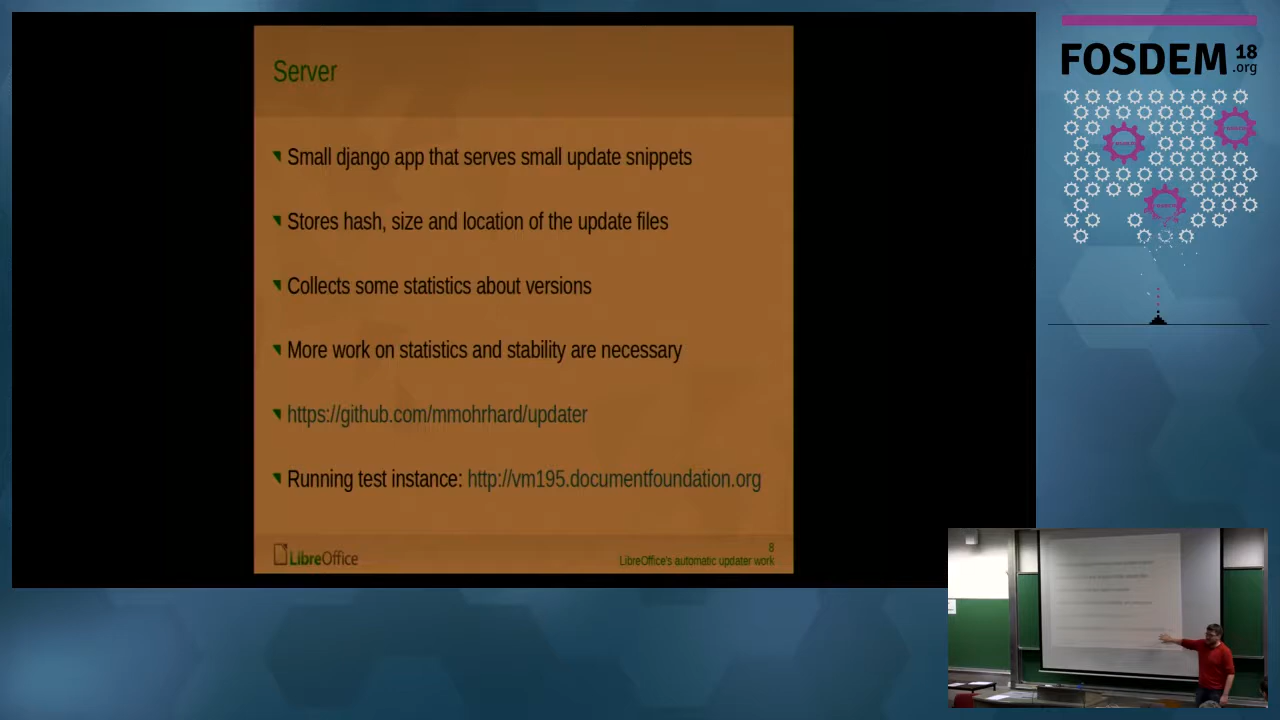 Server
Small django app that serves small update snippets
Stores hash, size and location of the update files
Collects some statistics about versions
More work on statistics and stability are necessary
https://github.com/mmohrhard/updater
Running test instance: http://vm195.documentfoundation.org
LibreOffice
8
LibreOffice's automatic updater work
FOSDEM 18
.org